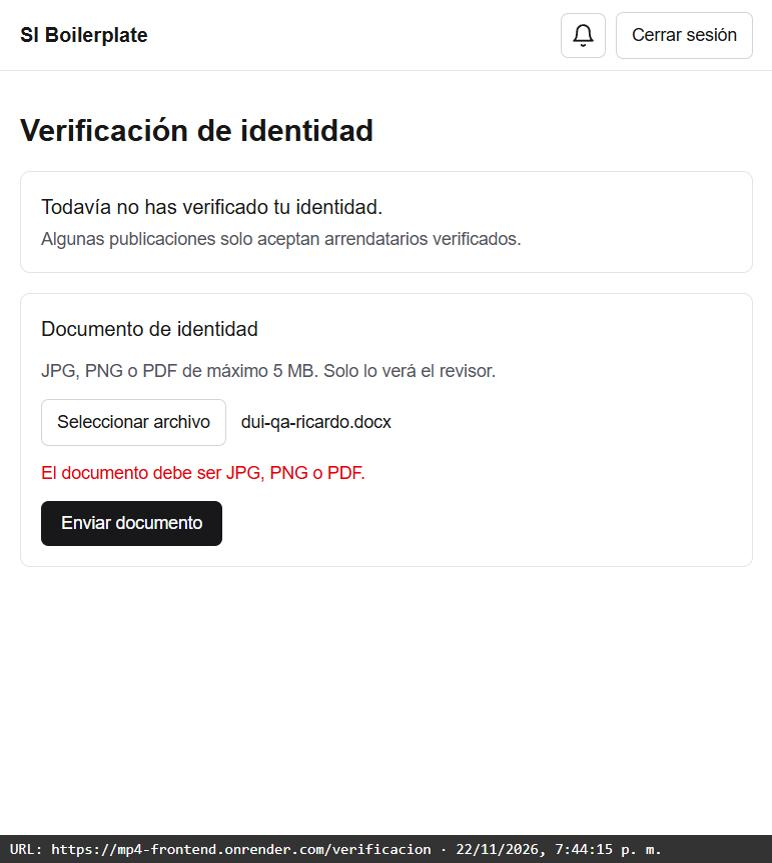 SI Boilerplate
Cerrar sesión
Verificación de identidad
Todavía no has verificado tu identidad.
Algunas publicaciones solo aceptan arrendatarios verificados.
Documento de identidad
JPG, PNG o PDF de máximo 5 MB. Solo lo verá el revisor.
Seleccionar archivo dui-qa-ricardo.docx
El documento debe ser JPG, PNG o PDF.
Enviar documento
URL: https://mp4-frontend.onrender.com/verificacion · 22/11/2026, 7:44:15 p. m.